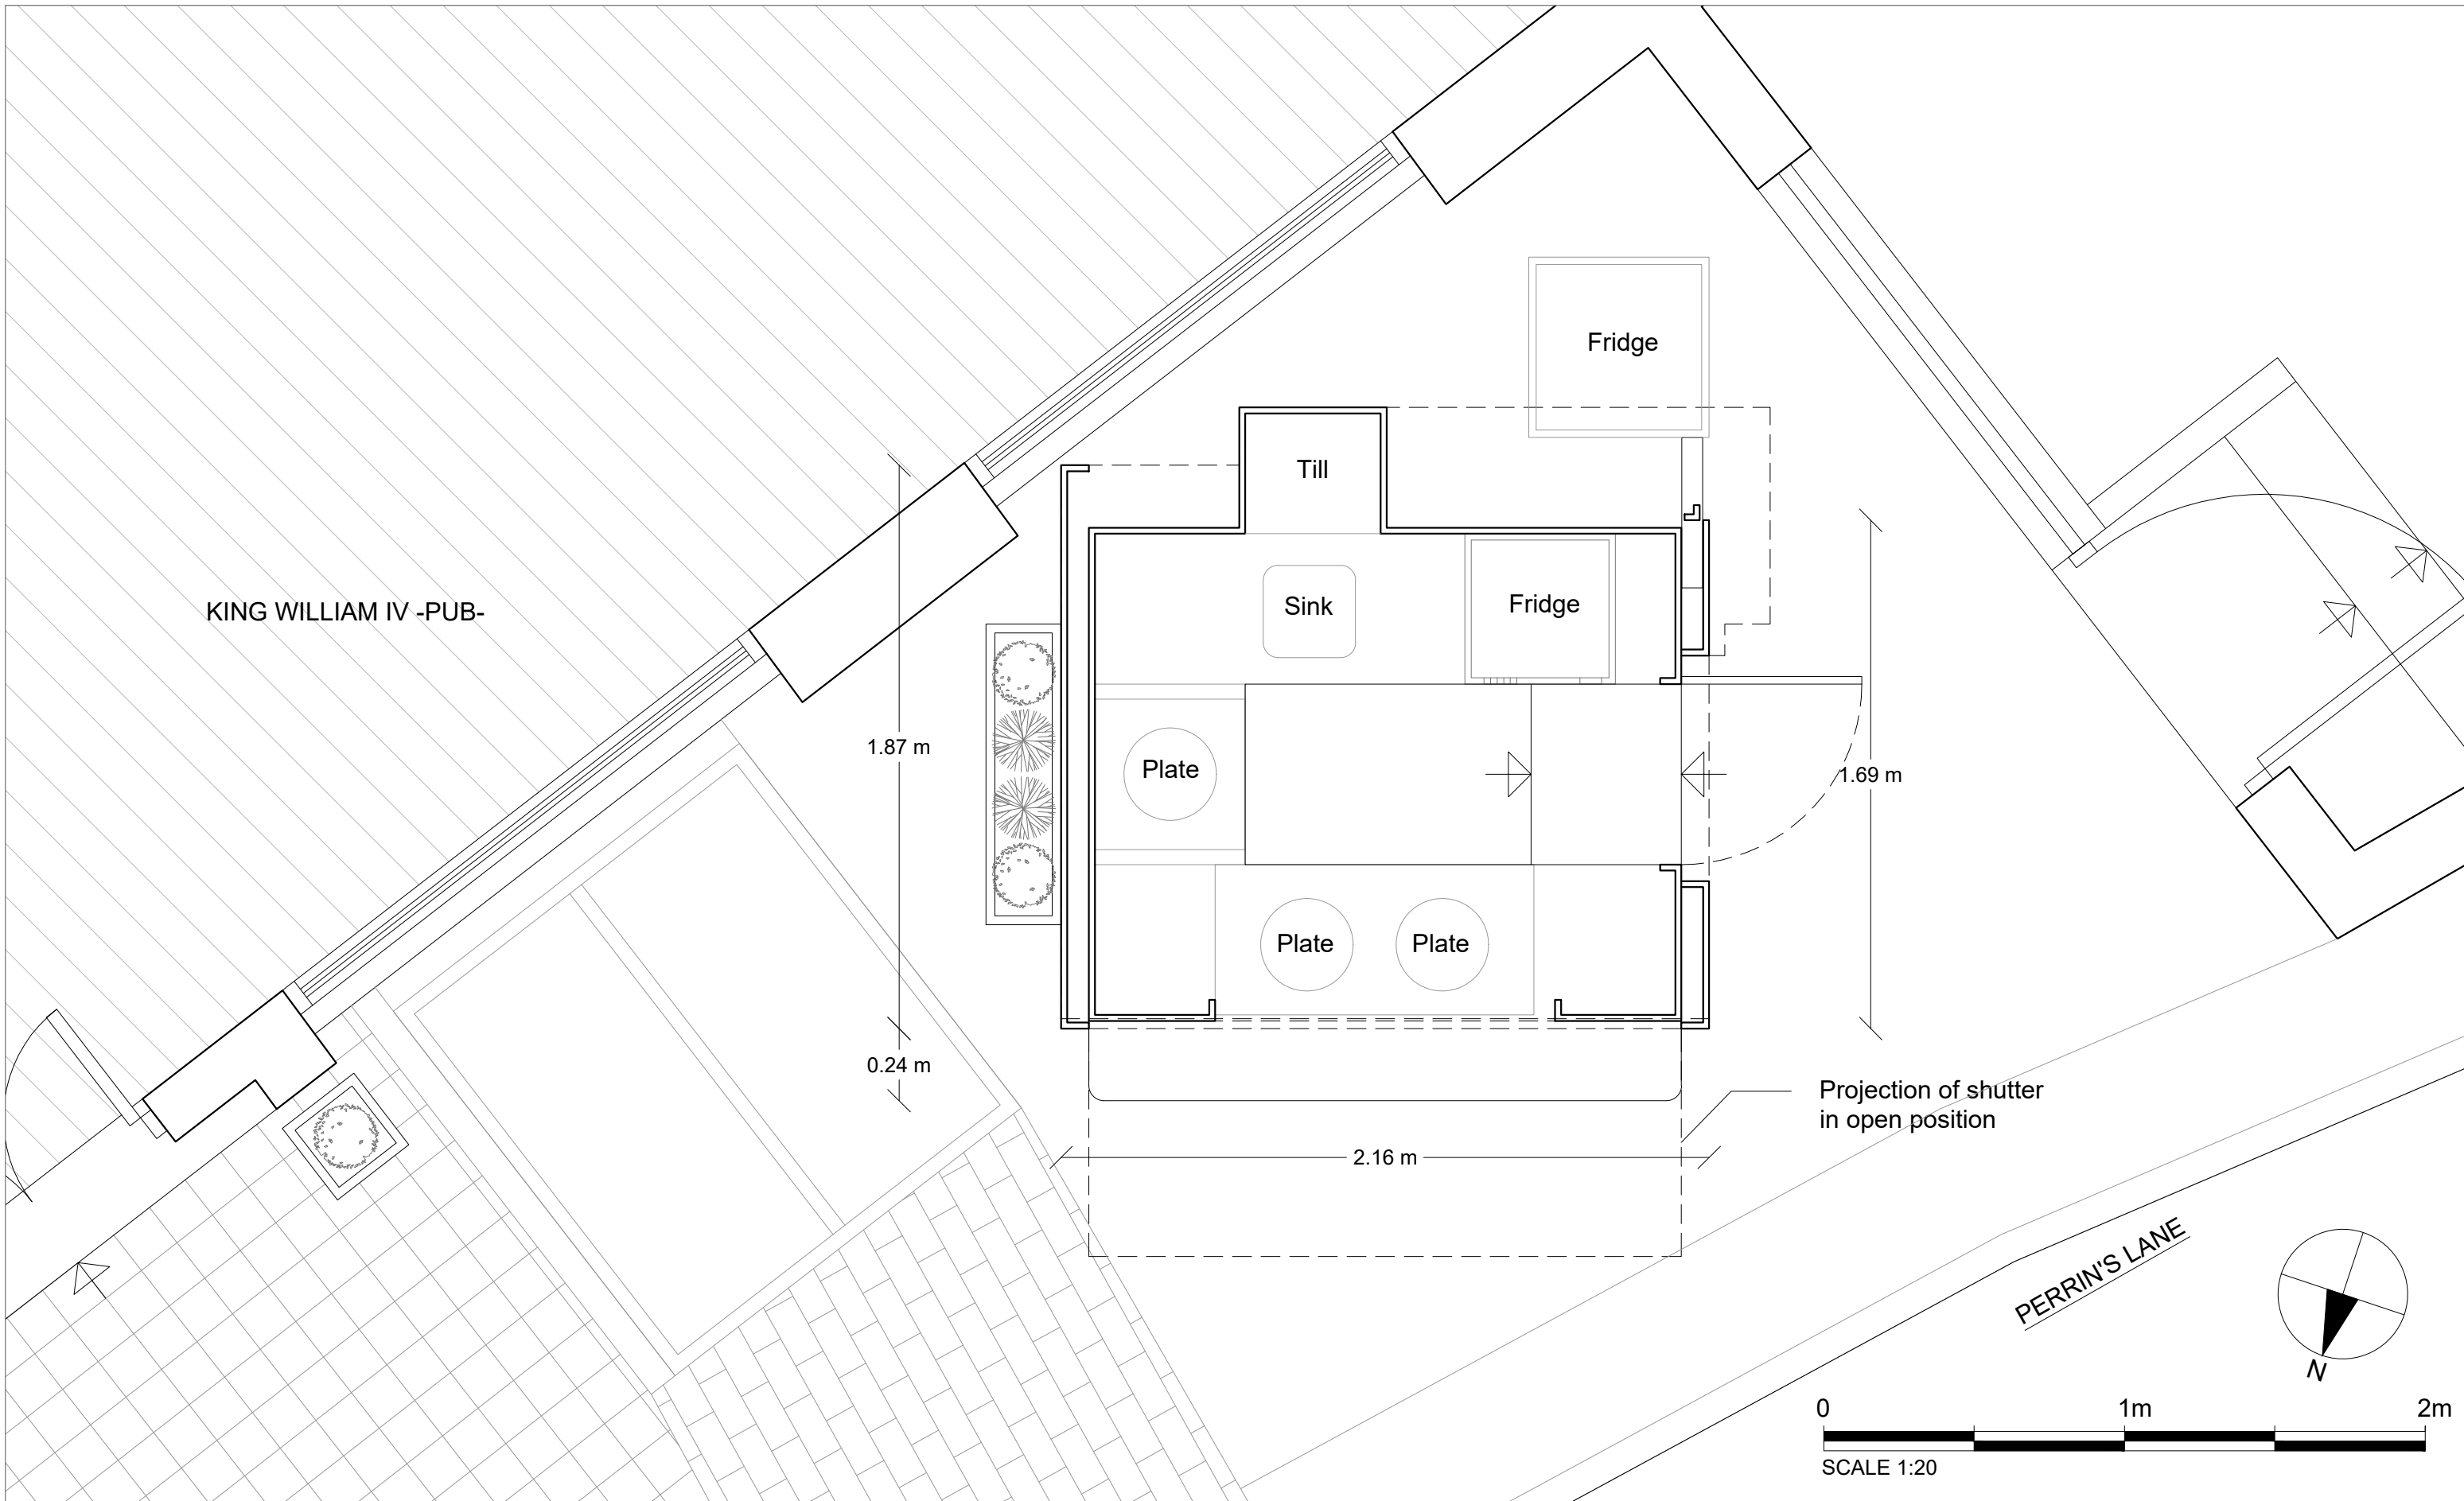 Fridge
Till
KING WILLIAM IV -PUB-
Sink
Fridge
1.87 m
Plate
1.69 m
Plate
Plate
0.24 m
Projection of shutter
in open position
2.16 m
PERRIN'S LANE
N
0
1m
2m
SCALE 1:20